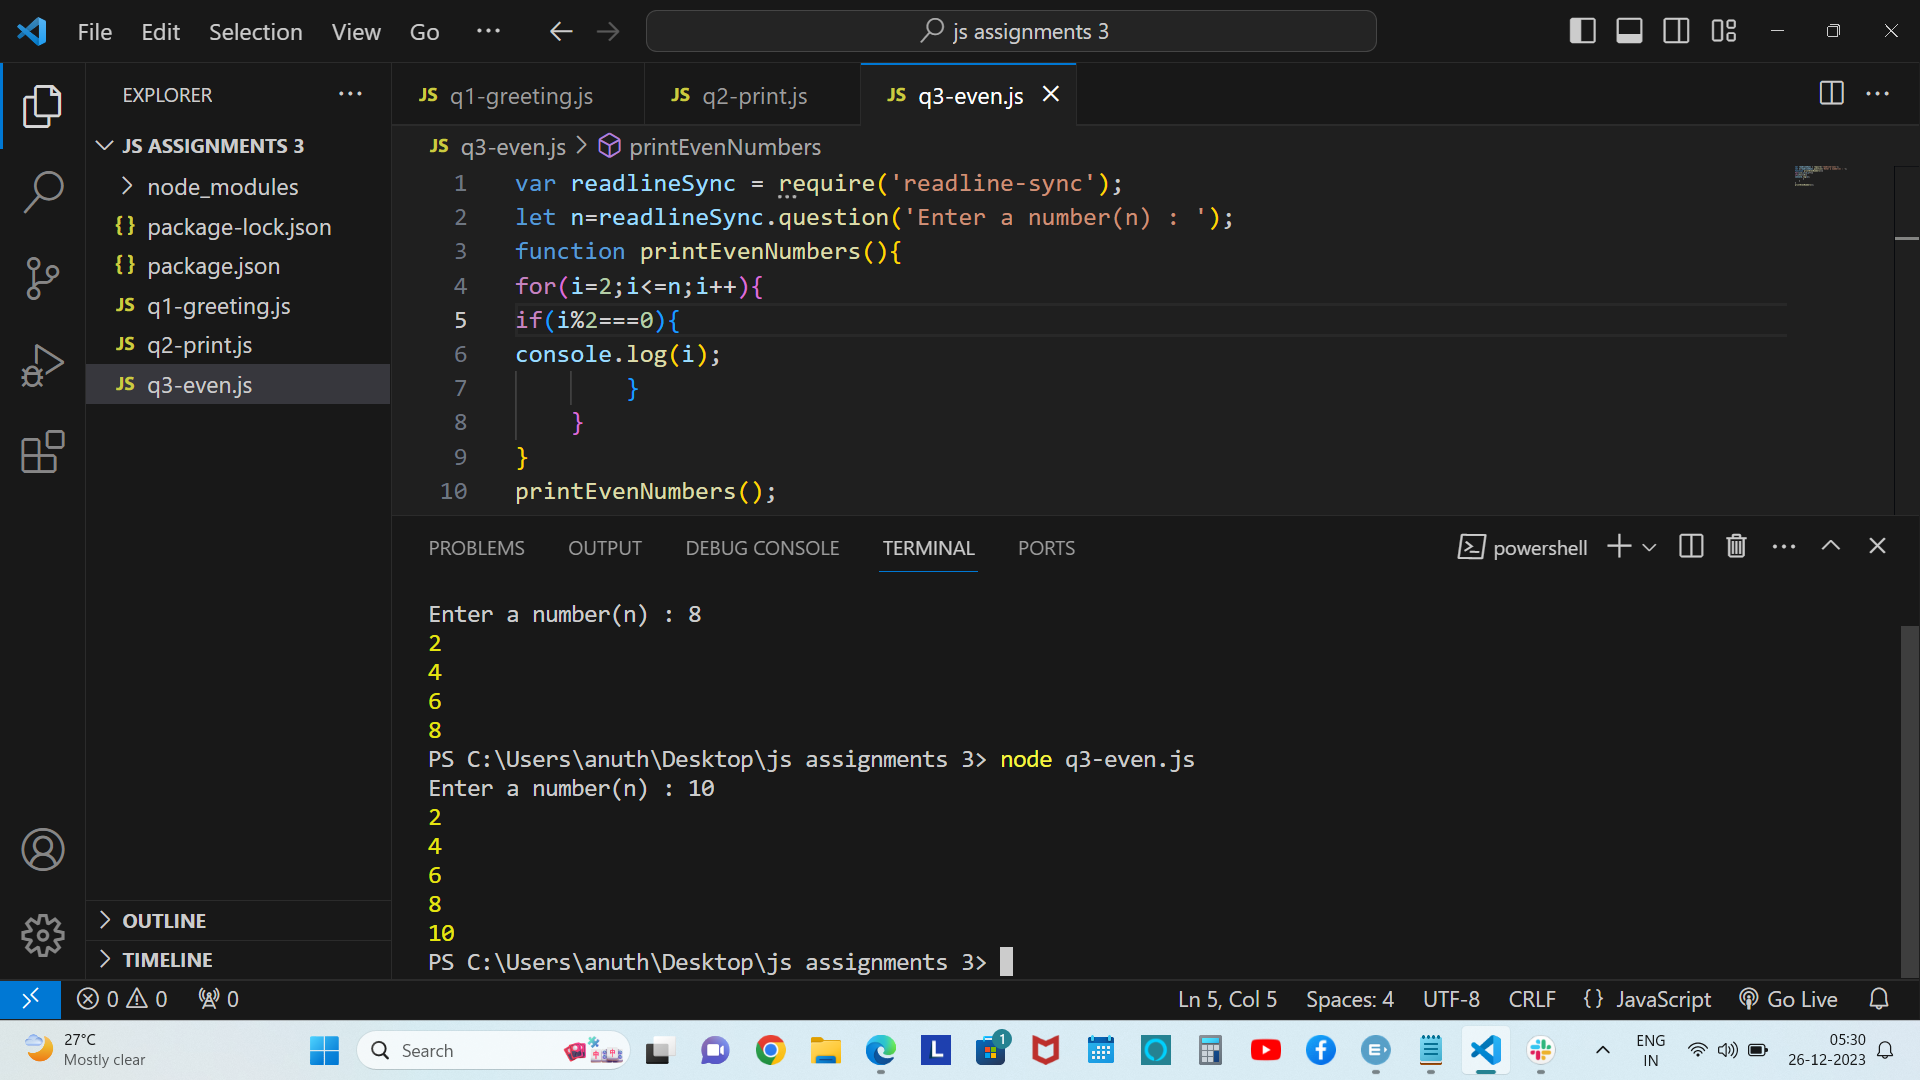 File Edit Selection View Go ··· js assignments 3
EXPLORER
JS ASSIGNMENTS 3
node_modules
{} package-lock.json
{} package.json
JS q1-greeting.js
JS q2-print.js
JS q3-even.js
OUTLINE
TIMELINE
JS q1-greeting.js JS q2-print.js JS q3-even.js
JS q3-even.js > printEvenNumbers
1 var readlineSync = require('readline-sync');
2 let n=readlineSync.question('Enter a number(n) : ');
3 function printEvenNumbers(){
4 for(i=2;i<=n;i++){
5 if(i%2===0){
6 console.log(i);
7 }
8 }
9 }
10 printEvenNumbers();
PROBLEMS OUTPUT DEBUG CONSOLE TERMINAL PORTS powershell
Enter a number(n) : 8
2
4
6
8
PS C:\Users\anuth\Desktop\js assignments 3> node q3-even.js
Enter a number(n) : 10
2
4
6
8
10
PS C:\Users\anuth\Desktop\js assignments 3>
0 0 0 Ln 5, Col 5 Spaces: 4 UTF-8 CRLF {} JavaScript Go Live
27°C
Mostly clear
Search
L
1
E
ENG
IN
05:30
26-12-2023